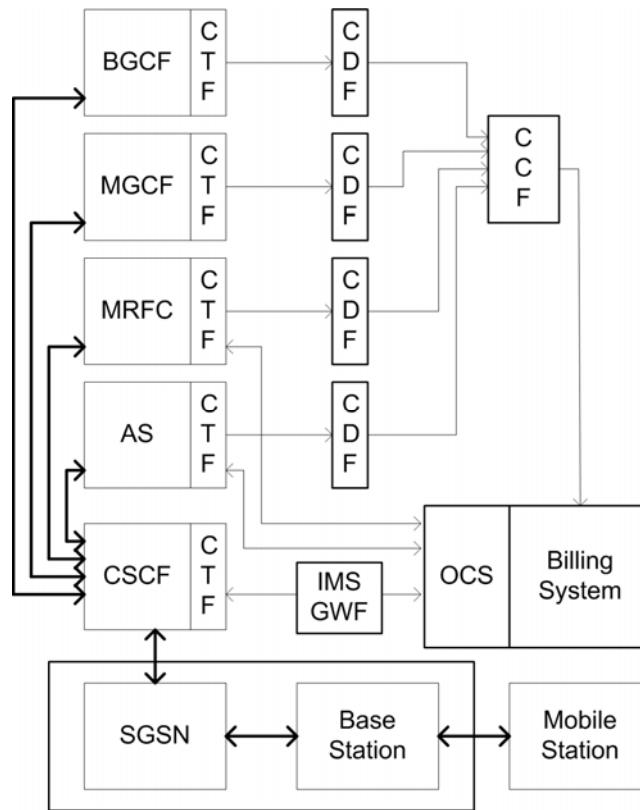 BGCF
C
T
F
C
D
F
MGCF
C
T
F
C
D
F
C
C
F
MRFC
C
T
F
C
D
F
AS
C
T
F
C
D
F
CSCF
C
T
F
IMS
GWF
OCS
Billing
System
SGSN
Base
Station
Mobile
Station